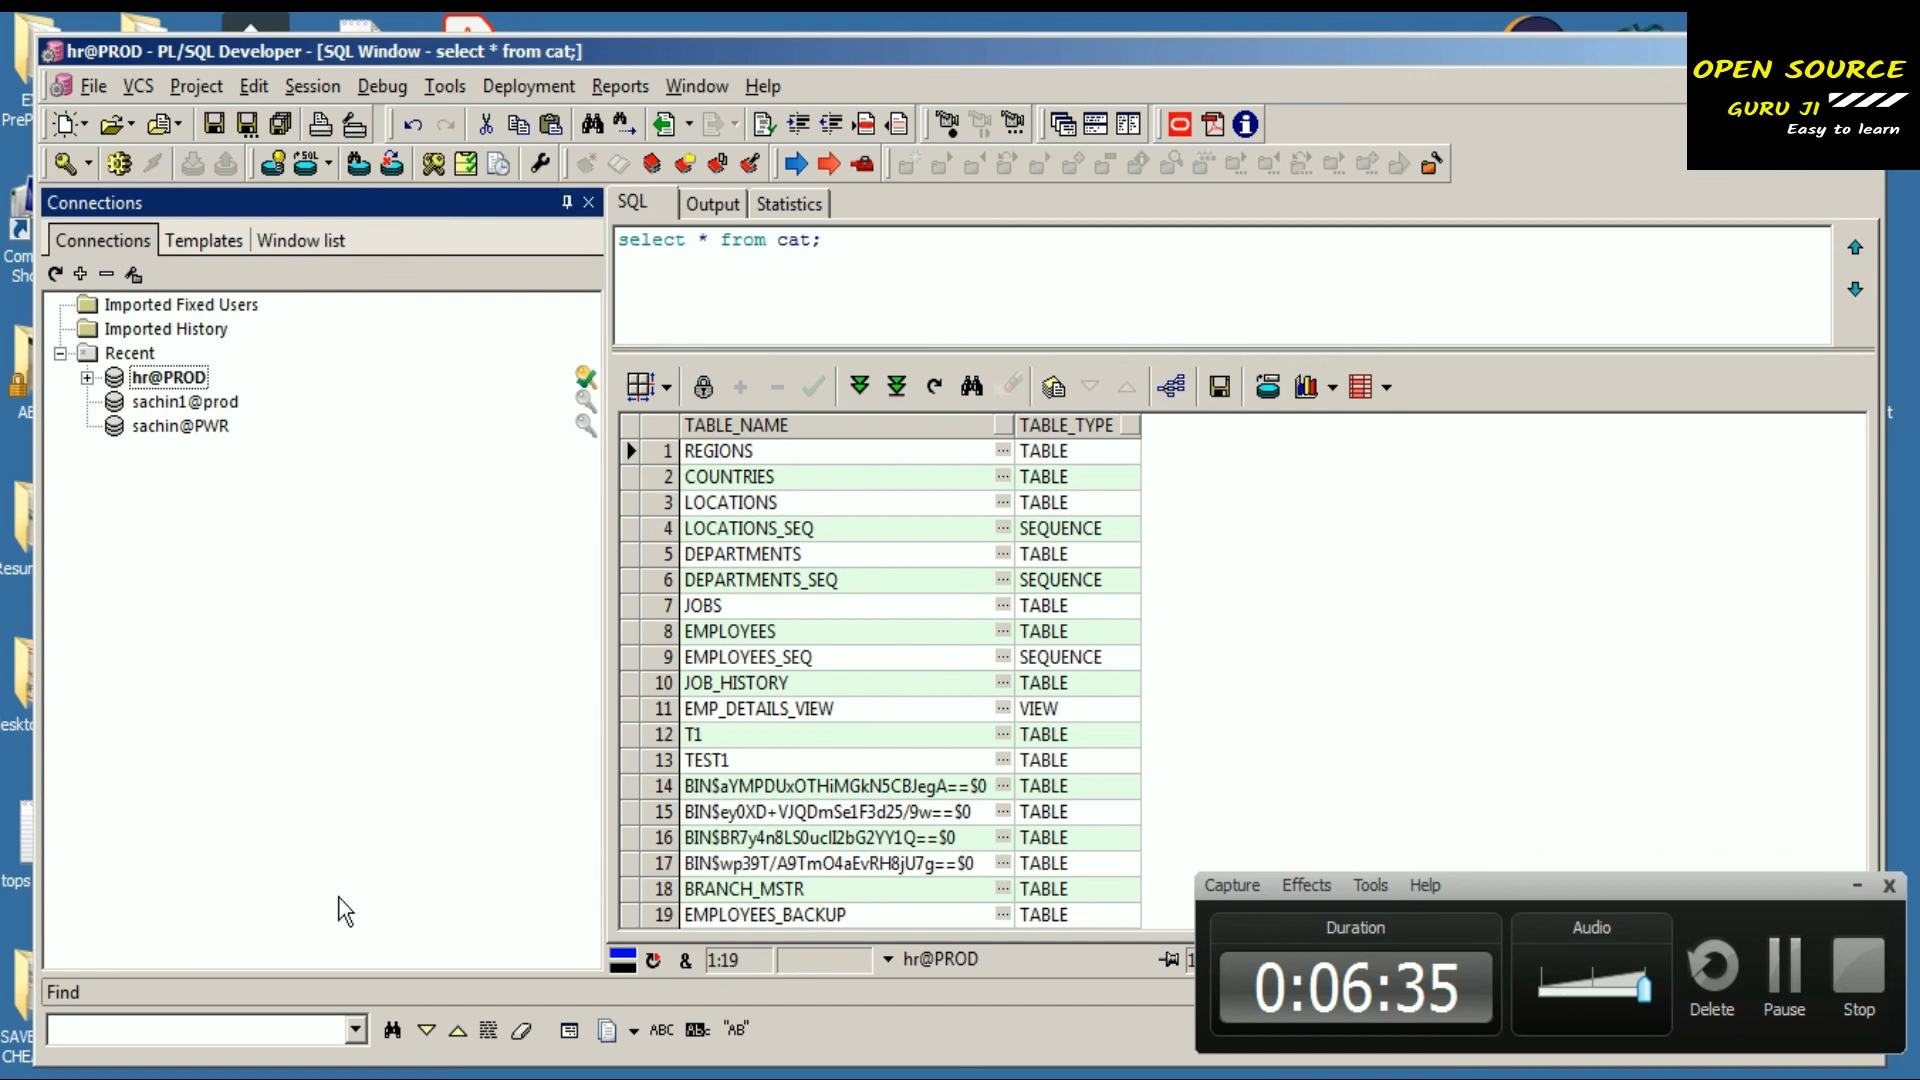 hr@PROD - PL/SQL Developer - [SQL Window - select * from cat;]
OPEN SOURCE
GURU JI
Easy to learn
File VCS Project Edit Session Debug Tools Deployment Reports Window Help
Connections
Connections Templates Window list
Imported Fixed Users
Imported History
Recent
hr@PROD
sachin1@prod
sachin@PWR
SQL Output Statistics
select * from cat;
TABLE_NAME TABLE_TYPE
1 REGIONS ... TABLE
2 COUNTRIES ... TABLE
3 LOCATIONS ... TABLE
4 LOCATIONS_SEQ ... SEQUENCE
5 DEPARTMENTS ... TABLE
6 DEPARTMENTS_SEQ ... SEQUENCE
7 JOBS ... TABLE
8 EMPLOYEES ... TABLE
9 EMPLOYEES_SEQ ... SEQUENCE
10 JOB_HISTORY ... TABLE
11 EMP_DETAILS_VIEW ... VIEW
12 T1 ... TABLE
13 TEST1 ... TABLE
14 BIN$aYMPDUxOTHiMGkN5CBJegA==$0 ... TABLE
15 BIN$ey0XD+VJQDmSe1F3d25/9w==$0 ... TABLE
16 BIN$BR7y4n8LS0uclI2bG2YY1Q==$0 ... TABLE
17 BIN$wp39T/A9TmO4aEvRH8jU7g==$0 ... TABLE
18 BRANCH_MSTR ... TABLE
19 EMPLOYEES_BACKUP ... TABLE
& 1:19 hr@PROD
Find
ABC "AB"
Capture Effects Tools Help
Duration
Audio
0:06:35
Delete Pause Stop